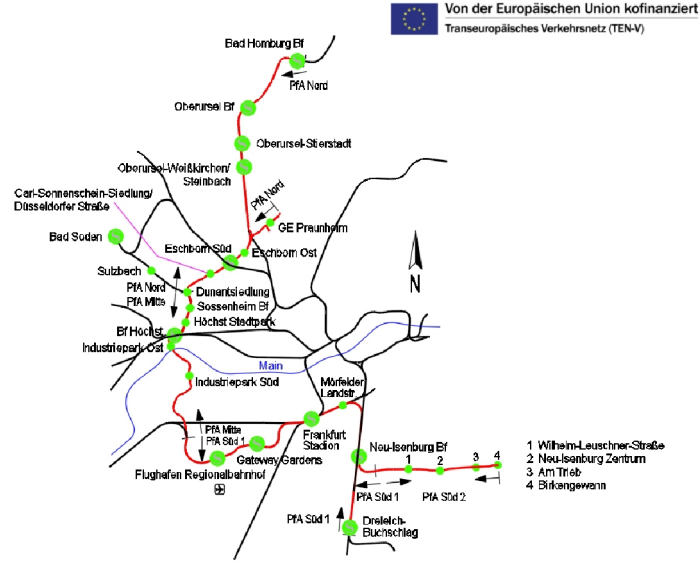 Von der Europäischen Union kofinanziert
Transeuropäisches Verkehrsnetz (TEN-V)
Bad Homburg Bf
PfA Nord
Oberursel Bf
Oberursel-Stierstadt
Oberursel-Weißkirchen/
Steinbach
Carl-Sonnenschein-Siedlung/
Düsseldorfer Straße
PfA Nord
GE Praunheim
Bad Soden
Eschborn Süd
Eschborn Ost
Sulzbach
PfA Nord
PfA Mitte
Dunantsiedlung
Sossenheim Bf
Höchst Stadtpark
N
Bf Höchst
Industriepark Ost
Main
Industriepark Süd
Mörfelder
Landstr.
PfA Mitte
PfA Süd 1
Frankfurt
Stadion
Gateway Gardens
Flughafen Regionalbahnhof
Neu-Isenburg Bf
1 2 3 4
1 Wilhelm-Leuschner-Straße
2 Neu-Isenburg Zentrum
3 Am Trieb
4 Birkengewann
PfA Süd 1
PfA Süd 2
PfA Süd 1
Dreieich-
Buchschlag